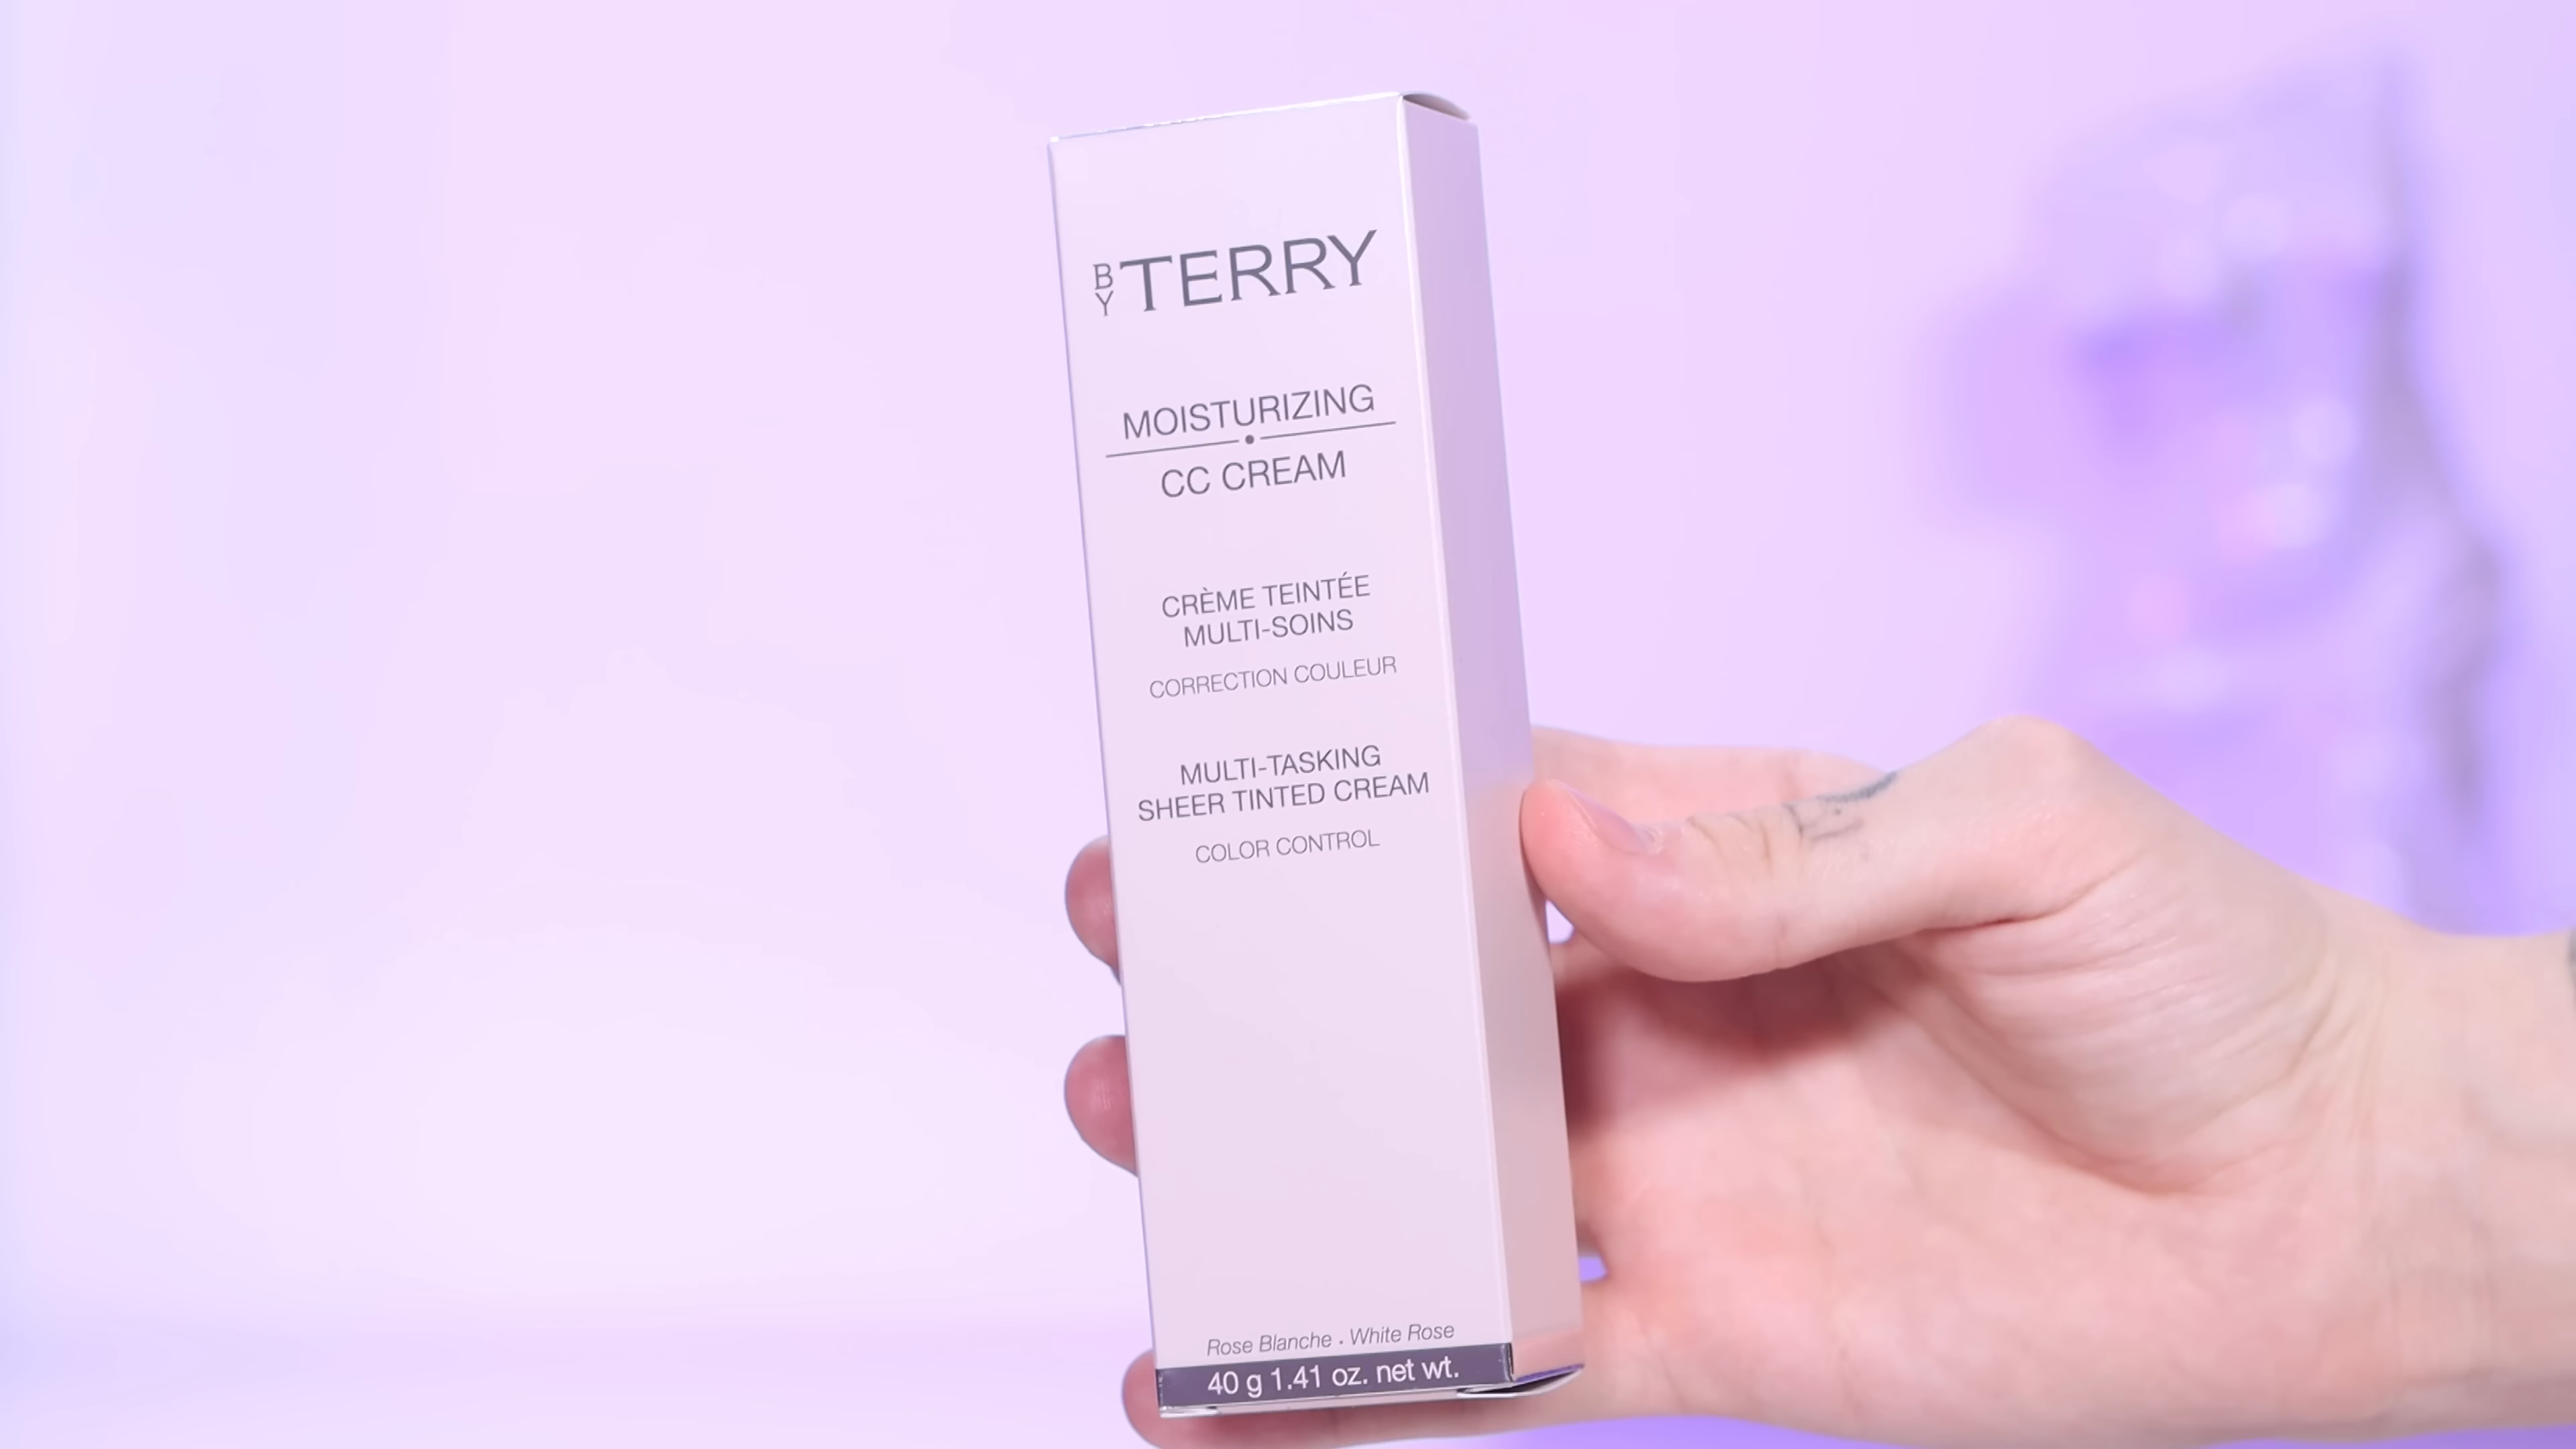 BY TERRY
MOISTURIZING
CC CREAM
CRÈME TEINTÉE
MULTI-SOINS
CORRECTION COULEUR
MULTI-TASKING
SHEER TINTED CREAM
COLOR CONTROL
Rose Blanche . White Rose
40 g 1.41 oz. net wt.